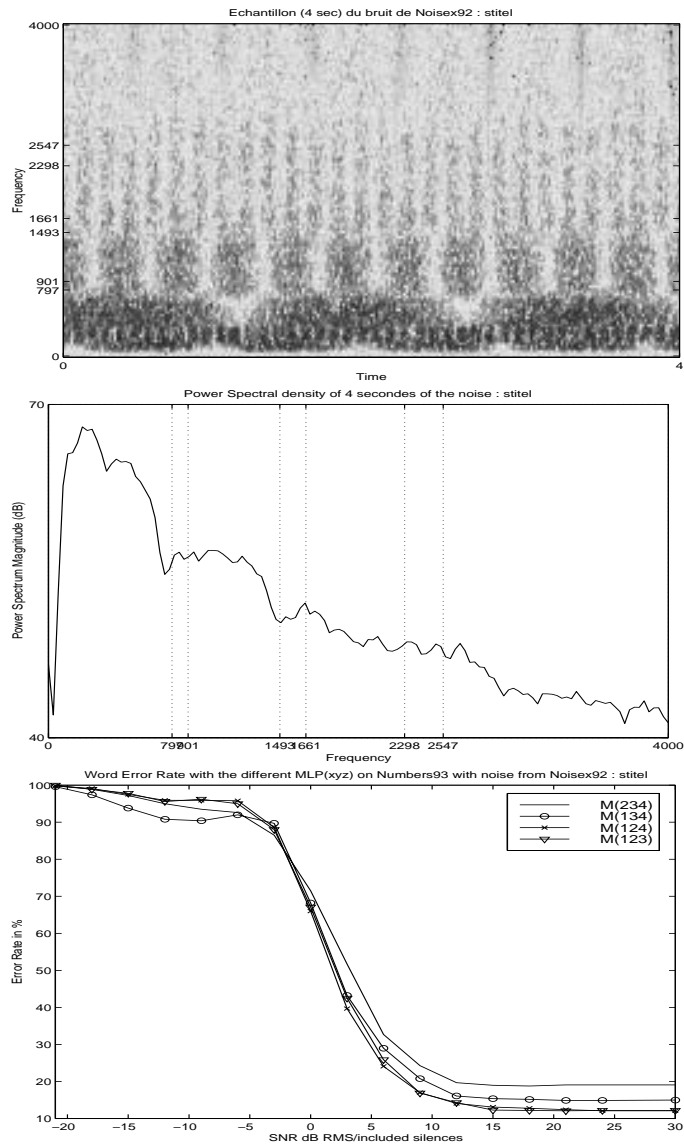 Echantillon (4 sec) du bruit de Noisex92 : stitel
4000
2547
2298
1661
1493
901
797
0
Frequency
0 4
Time
Power Spectral density of 4 secondes of the noise : stitel
70
40
Power Spectrum Magnitude (dB)
0 797 901 1493 1661 2298 2547 4000
Frequency
Word Error Rate with the different MLP(xyz) on Numbers93 with noise from Noisex92 : stitel
100
90
80
70
60
50
40
30
20
10
Error Rate in %
M(234)
M(134)
M(124)
M(123)
−20 −15 −10 −5 0 5 10 15 20 25 30
SNR dB RMS/included silences